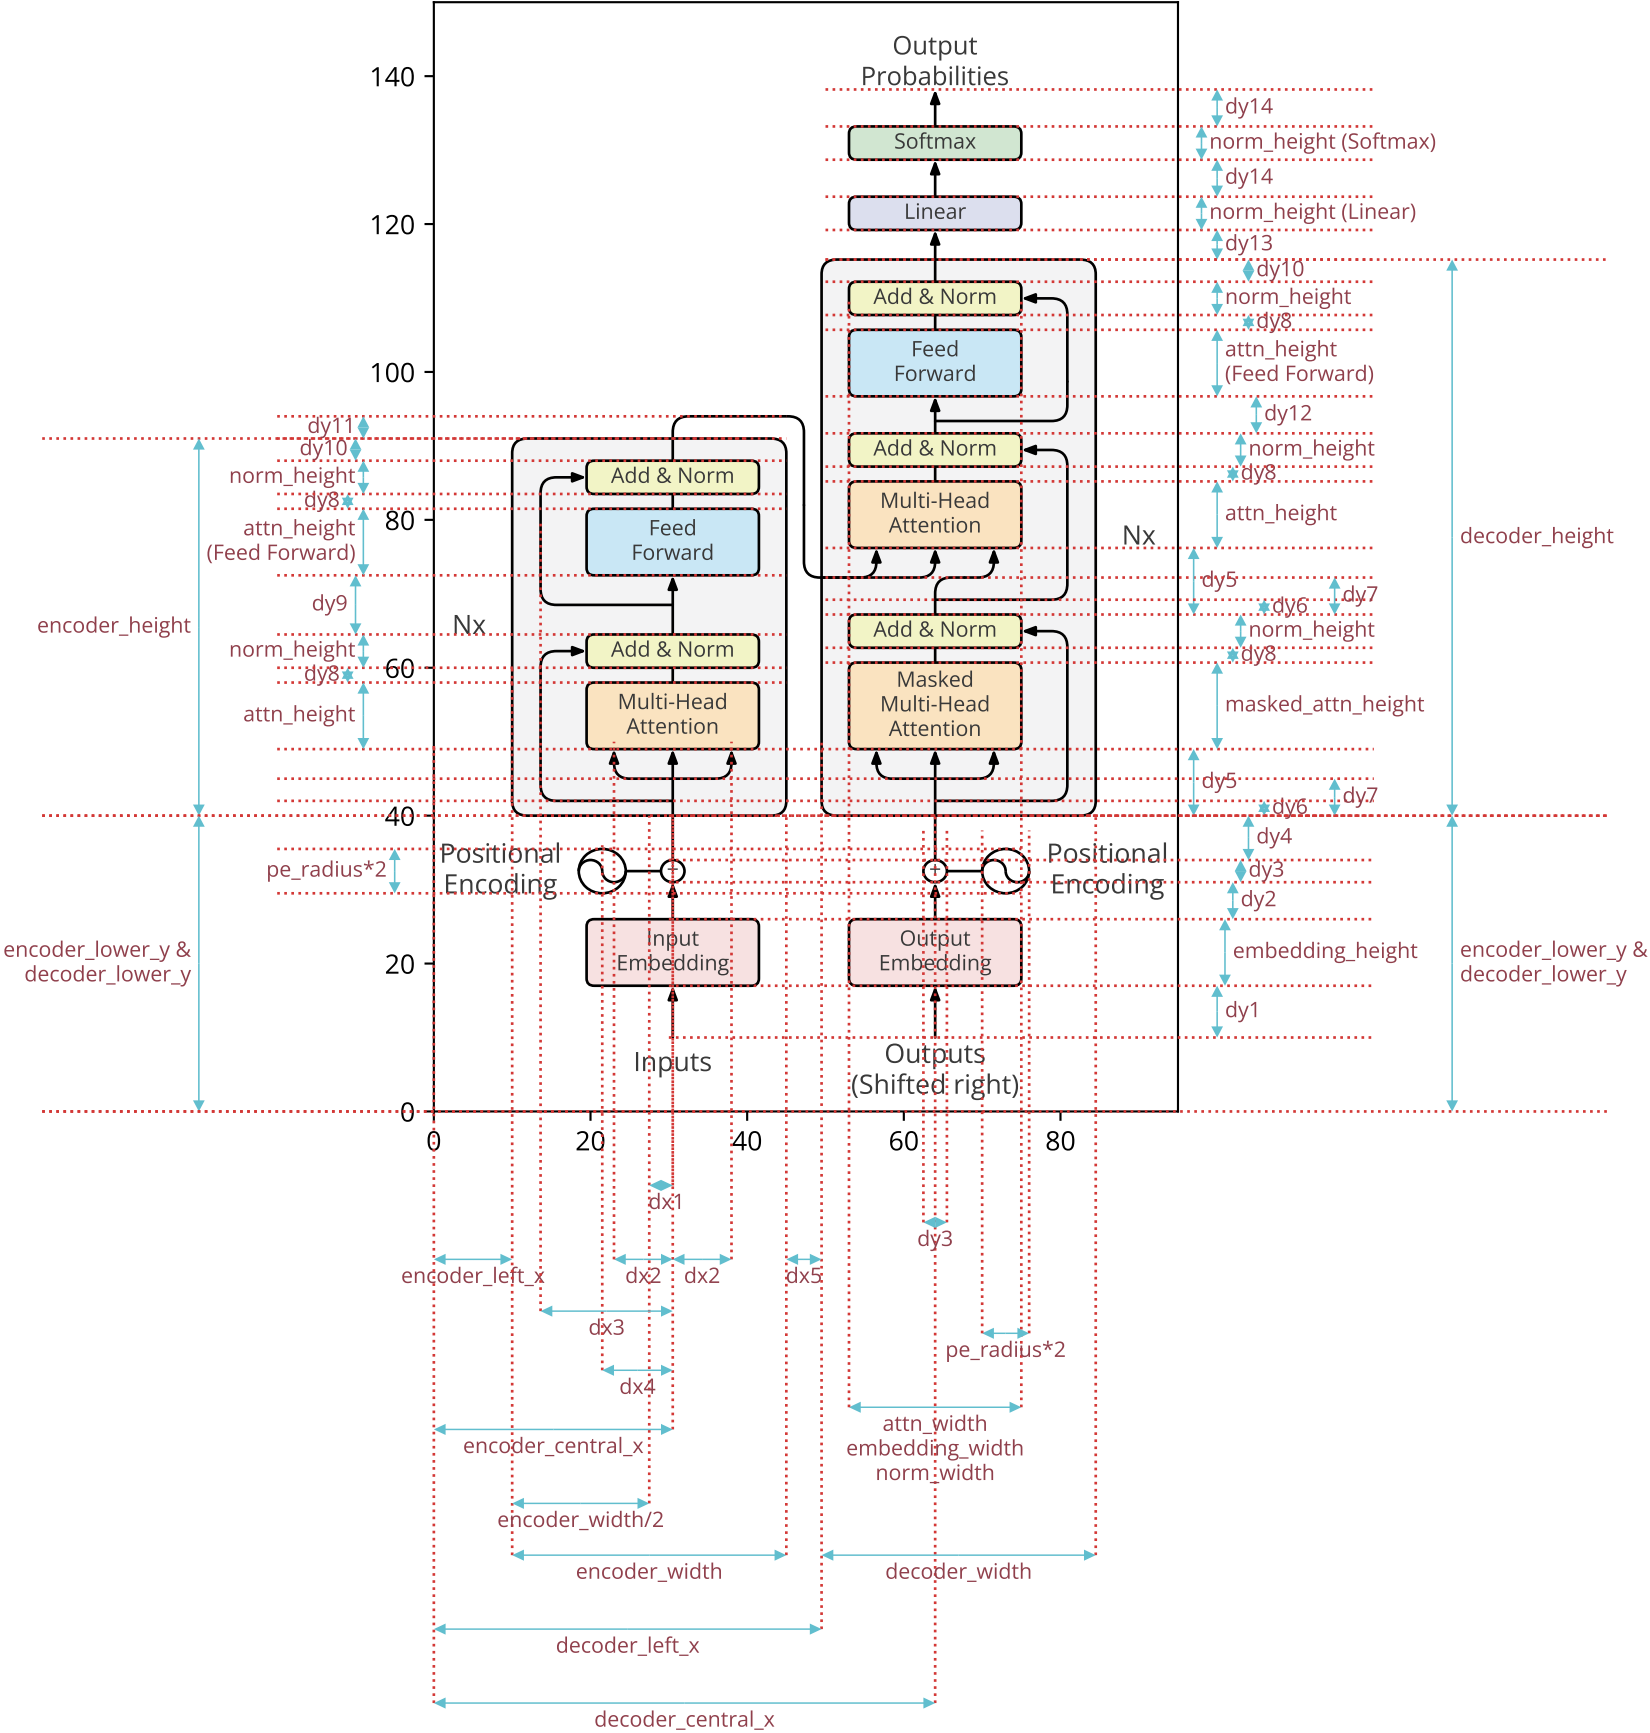 Output
Probabilities
140
dy14
Softmax
norm_height (Softmax)
dy14
Linear
norm_height (Linear)
120
dy13
dy10
Add & Norm
norm_height
dy8
Feed
Forward
attn_height
(Feed Forward)
100
dy12
dy11
dy10
Add & Norm
norm_height
dy8
norm_height
Add & Norm
dy8
80
attn_height
(Feed Forward)
Feed
Forward
Multi-Head
Attention
attn_height
Nx
decoder_height
dy5
dy7
dy6
dy9
encoder_height
Nx
norm_height
Add & Norm
dy8
60
attn_height
Multi-Head
Attention
Add & Norm
norm_height
dy8
Masked
Multi-Head
Attention
masked_attn_height
dy5
dy7
dy6
40
dy4
Positional
Encoding
pe_radius*2
+
+
Positional
Encoding
dy3
dy2
encoder_lower_y &
decoder_lower_y
20
Input
Embedding
Output
Embedding
embedding_height
encoder_lower_y &
decoder_lower_y
dy1
Inputs
Outputs
(Shifted right)
0
0
20
40
60
80
dx1
dy3
encoder_left_x
dx2
dx2
dx5
dx3
pe_radius*2
dx4
attn_width
embedding_width
norm_width
encoder_central_x
encoder_width/2
encoder_width
decoder_width
decoder_left_x
decoder_central_x